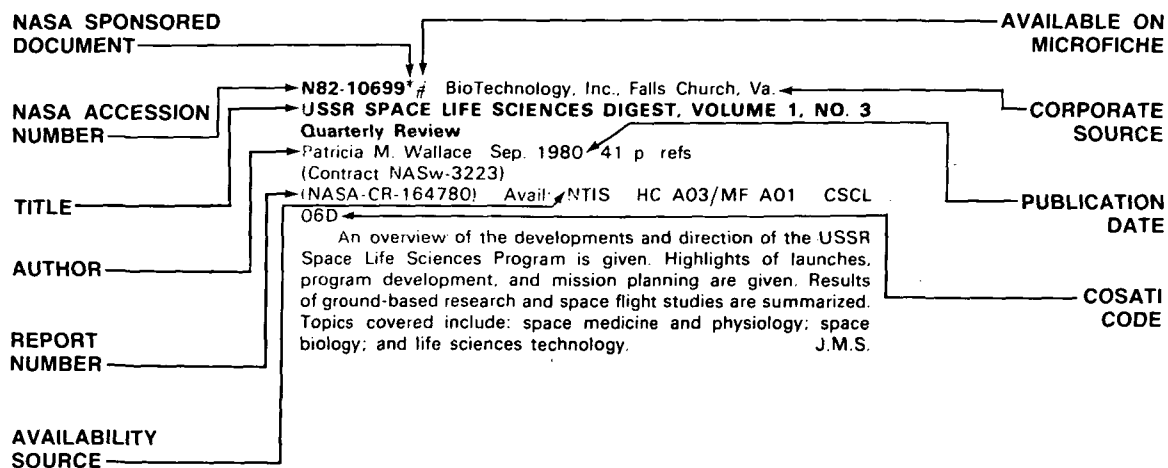 NASA SPONSORED
DOCUMENT
AVAILABLE ON
MICROFICHE
NASA ACCESSION
NUMBER
N82-10699*# BioTechnology, Inc., Falls Church, Va.
CORPORATE
SOURCE
USSR SPACE LIFE SCIENCES DIGEST, VOLUME 1, NO. 3
Quarterly Review
Patricia M. Wallace Sep. 1980 41 p refs
(Contract NASw-3223)
(NASA-CR-164780) Avail: NTIS HC A03/MF A01 CSCL
06D
TITLE
PUBLICATION
DATE
An overview of the developments and direction of the USSR
Space Life Sciences Program is given. Highlights of launches,
program development, and mission planning are given. Results
of ground-based research and space flight studies are summarized.
Topics covered include: space medicine and physiology; space
biology; and life sciences technology. J.M.S.
AUTHOR
COSATI
CODE
REPORT
NUMBER
AVAILABILITY
SOURCE